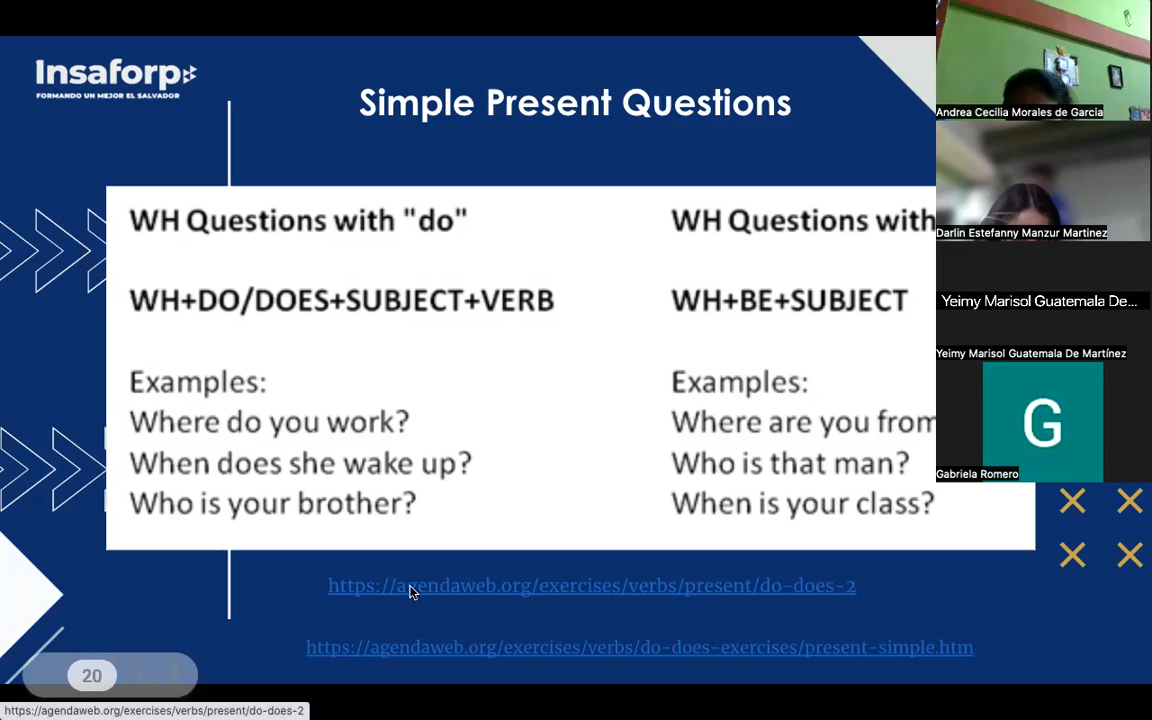 Insaforp
FORMANDO UN MEJOR EL SALVADOR
Simple Present Questions
WH Questions with "do"
WH+DO/DOES+SUBJECT+VERB
Examples:
Where do you work?
When does she wake up?
Who is your brother?
WH Questions with
WH+BE+SUBJECT
Examples:
Where are you from
Who is that man?
When is your class?
https://agendaweb.org/exercises/verbs/present/do-does-2
https://agendaweb.org/exercises/verbs/do-does-exercises/present-simple.htm
20
https://agendaweb.org/exercises/verbs/present/do-does-2
Andrea Cecilia Morales de Garcia
Darlin Estefanny Manzur Martinez
Yeimy Marisol Guatemala De...
Yeimy Marisol Guatemala De Martínez
G
Gabriela Romero